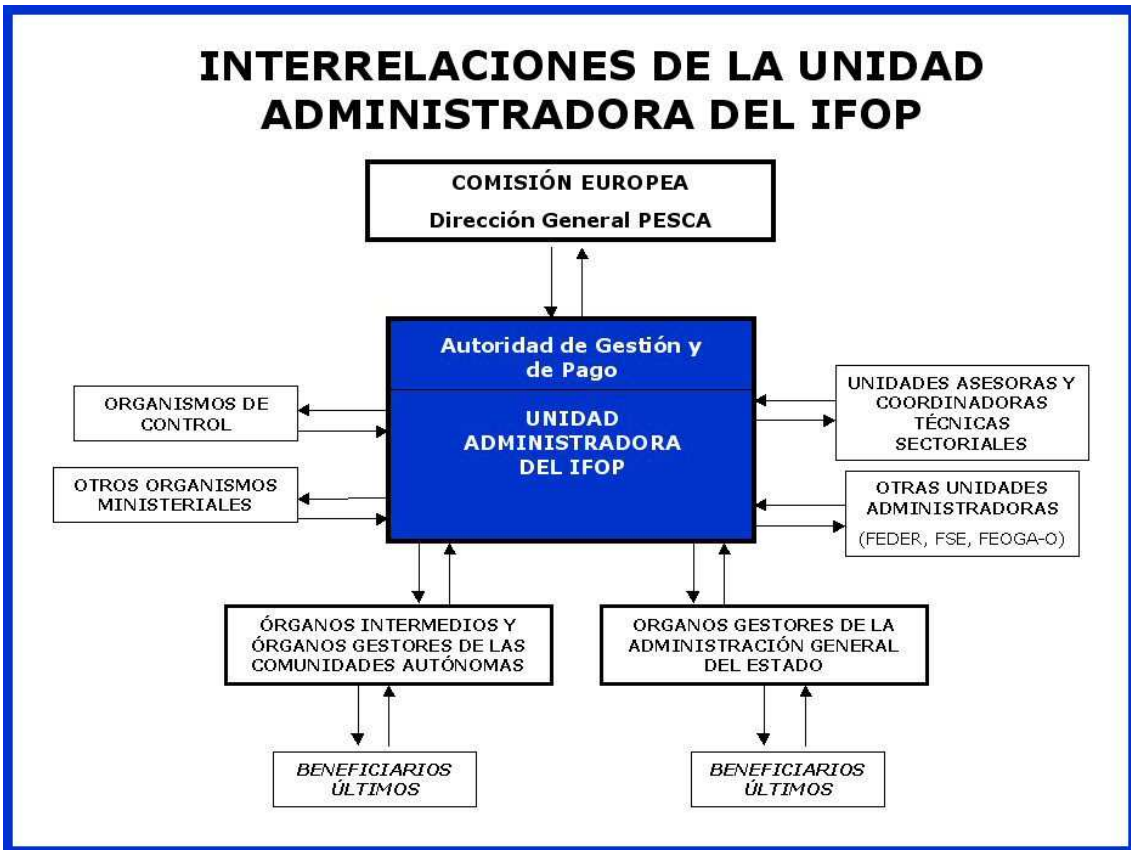 INTERRELACIONES DE LA UNIDAD
ADMINISTRADORA DEL IFOP
COMISIÓN EUROPEA
Dirección General PESCA
Autoridad de Gestión y
de Pago
UNIDAD
ADMINISTRADORA
DEL IFOP
ORGANISMOS DE
CONTROL
OTROS ORGANISMOS
MINISTERIALES
UNIDADES ASESORAS Y
COORDINADORAS
TÉCNICAS
SECTORIALES
OTRAS UNIDADES
ADMINISTRADORAS
(FEDER, FSE, FEOGA-O)
ÓRGANOS INTERMEDIOS Y
ÓRGANOS GESTORES DE LAS
COMUNIDADES AUTÓNOMAS
ORGANOS GESTORES DE LA
ADMINISTRACIÓN GENERAL
DEL ESTADO
BENEFICIARIOS
ÚLTIMOS
BENEFICIARIOS
ÚLTIMOS